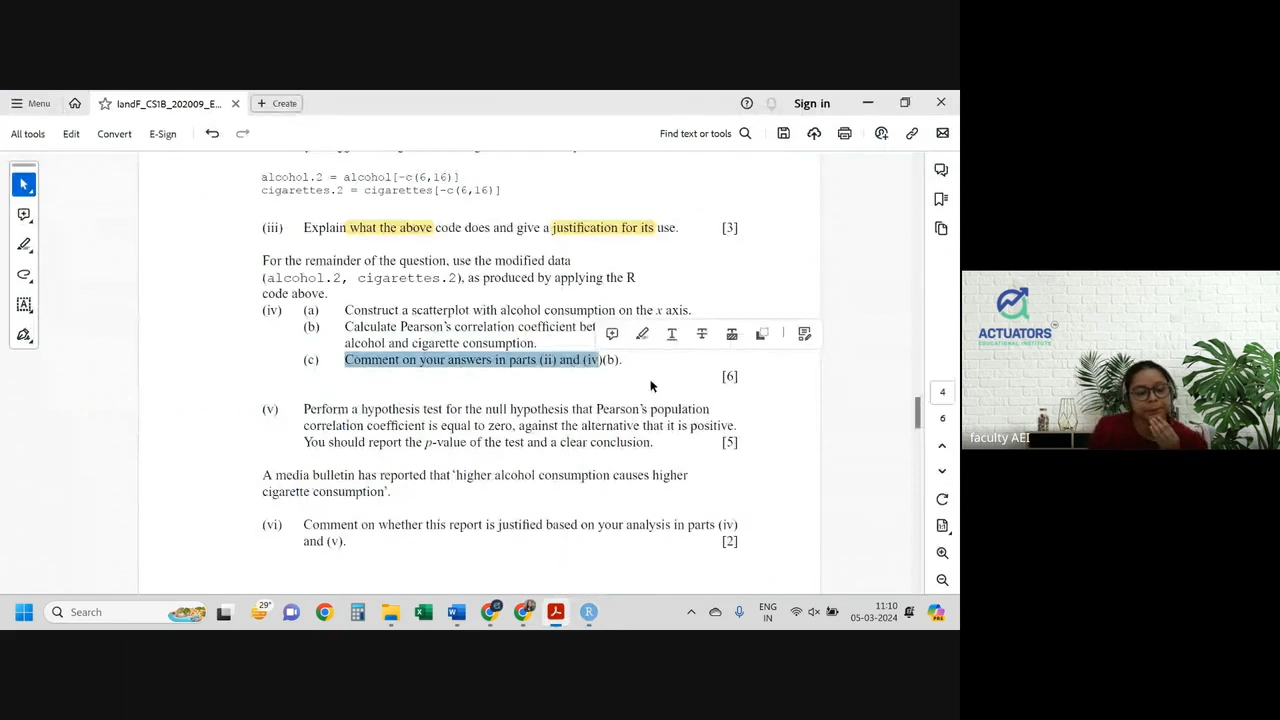 Menu
IandF_CS1B_202009_E...
Create
Sign in
All tools
Edit
Convert
E-Sign
Find text or tools
alcohol.2 = alcohol[-c(6,16)]
cigarettes.2 = cigarettes[-c(6,16)]
(iii) Explain what the above code does and give a justification for its use. [3]
For the remainder of the question, use the modified data
(alcohol.2, cigarettes.2), as produced by applying the R
code above.
(iv) (a) Construct a scatterplot with alcohol consumption on the x axis.
(b) Calculate Pearson's correlation coefficient
alcohol and cigarette consumption.
(c) Comment on your answers in parts (ii) and (iv)(b).
[6]
(v) Perform a hypothesis test for the null hypothesis that Pearson's population
correlation coefficient is equal to zero, against the alternative that it is positive.
You should report the p-value of the test and a clear conclusion. [5]
A media bulletin has reported that 'higher alcohol consumption causes higher
cigarette consumption'.
(vi) Comment on whether this report is justified based on your analysis in parts (iv)
and (v). [2]
4
6
ACTUATORS
EDUCATIONAL INSTITUTE
faculty AEI
Search
29°
ENG
IN
11:10
05-03-2024